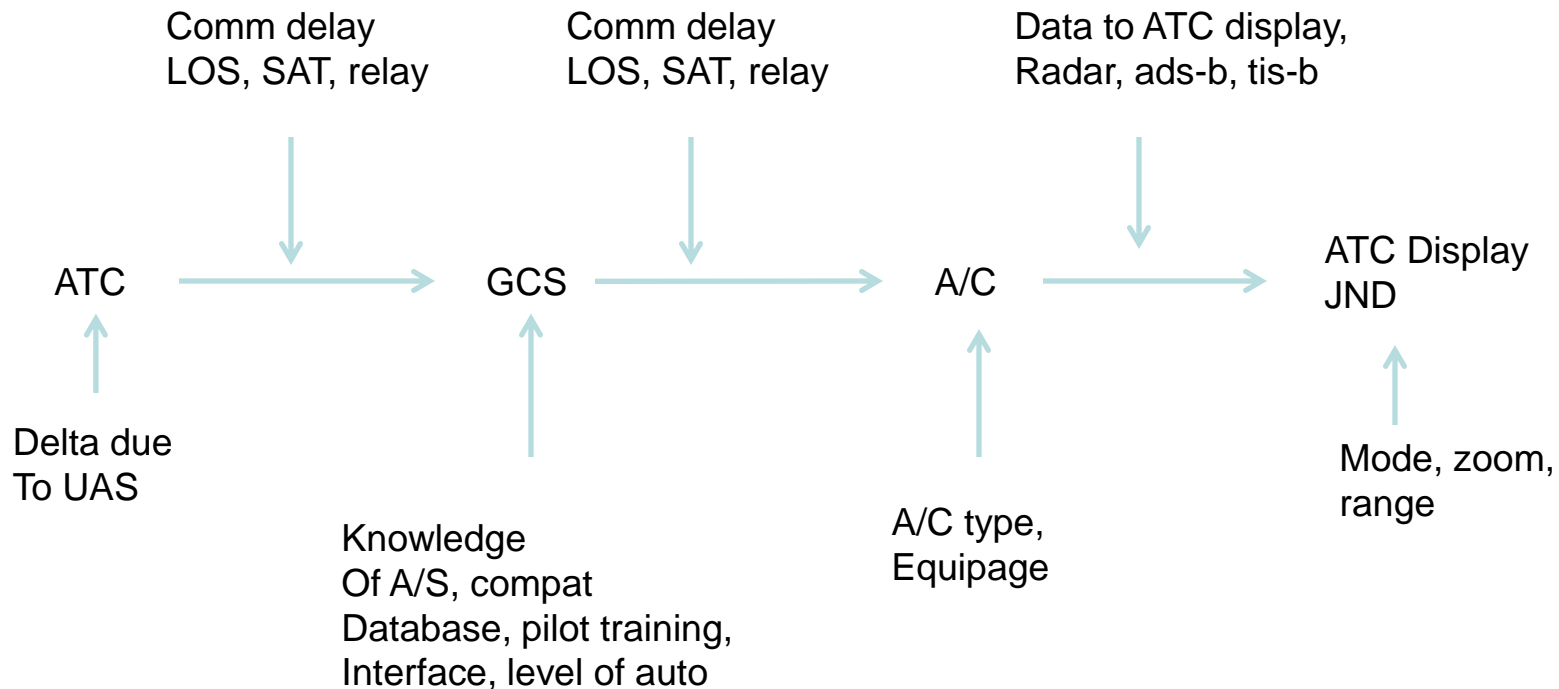 Comm delay
LOS, SAT, relay
Comm delay
LOS, SAT, relay
Data to ATC display,
Radar, ads-b, tis-b
ATC
GCS
A/C
ATC Display
JND
Delta due
To UAS
Knowledge
Of A/S, compat
Database, pilot training,
Interface, level of auto
A/C type,
Equipage
Mode, zoom,
range